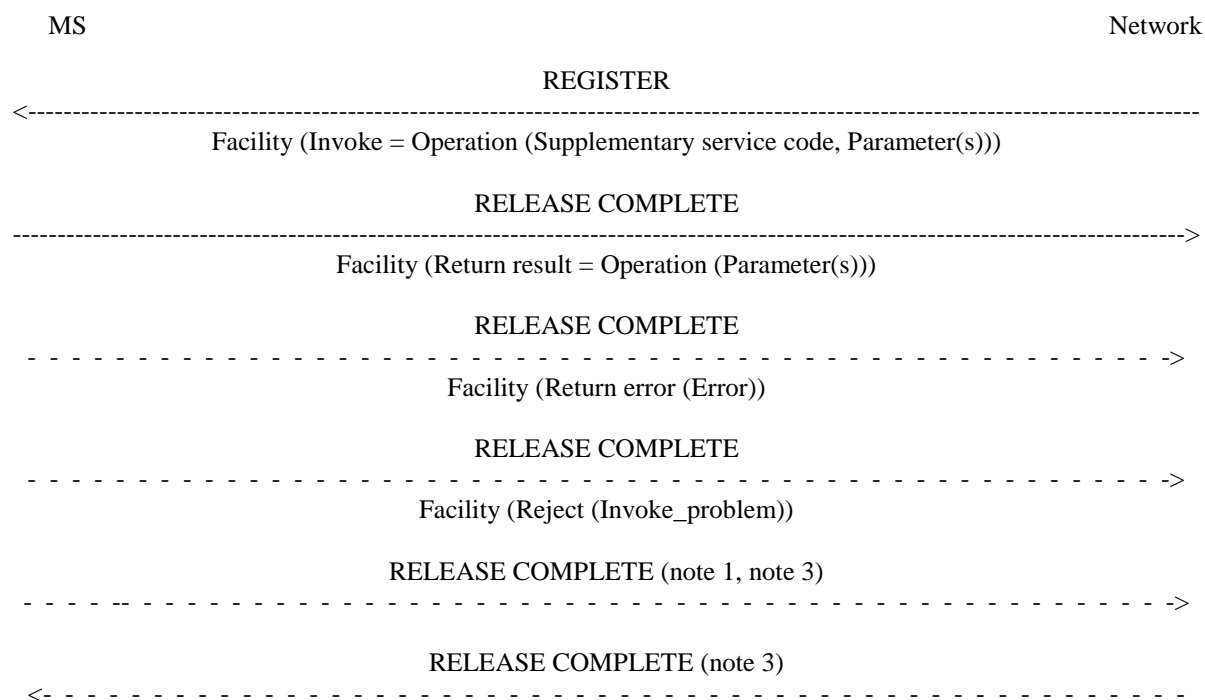 MS Network
REGISTER
<------------------------------------------------------------------------------------------------------------------------------------
Facility (Invoke = Operation (Supplementary service code, Parameter(s)))
RELEASE COMPLETE
------------------------------------------------------------------------------------------------------------------------------------>
Facility (Return result = Operation (Parameter(s)))
RELEASE COMPLETE
- - - - - - - - - - - - - - - - - - - - - - - - - - - - - - - - - - - - - - - - - - - - - - - - - - - - ->
Facility (Return error (Error))
RELEASE COMPLETE
- - - - - - - - - - - - - - - - - - - - - - - - - - - - - - - - - - - - - - - - - - - - - - - - - - - - ->
Facility (Reject (Invoke_problem))
RELEASE COMPLETE (note 1, note 3)
- - - - -- - - - - - - - - - - - - - - - - - - - - - - - - - - - - - - - - - - - - - - - - - - - - - - - ->
RELEASE COMPLETE (note 3)
<- - - - - - - - - - - - - - - - - - - - - - - - - - - - - - - - - - - - - - - - - - - - - - - - - - - - -